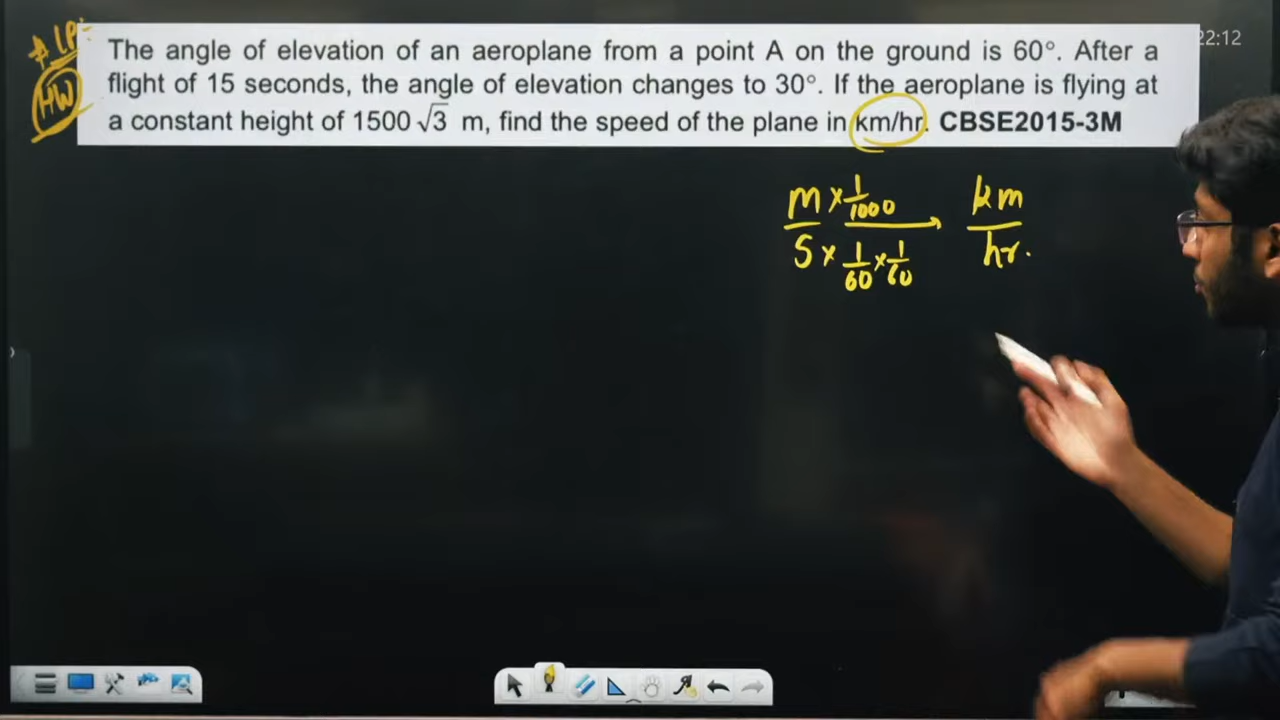 22:12
* LP:
HW
The angle of elevation of an aeroplane from a point A on the ground is 60°. After a
flight of 15 seconds, the angle of elevation changes to 30°. If the aeroplane is flying at
a constant height of 1500 √3 m, find the speed of the plane in km/hr. CBSE2015-3M
m × 1/1000 → km
S × 1/60 × 1/60 hr.